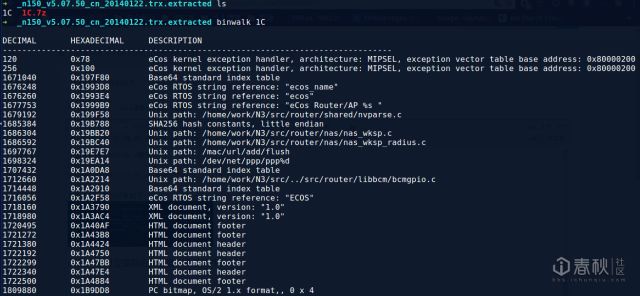 → _n150_v5.07.50_cn_20140122.trx.extracted ls
1C 1C.7z
→ _n150_v5.07.50_cn_20140122.trx.extracted binwalk 1C
DECIMAL HEXADECIMAL DESCRIPTION
--------------------------------------------------------------------------------
120 0x78 eCos kernel exception handler, architecture: MIPSEL, exception vector table base address: 0x80000200
256 0x100 eCos kernel exception handler, architecture: MIPSEL, exception vector table base address: 0x80000200
1671040 0x197F80 Base64 standard index table
1676248 0x1993D8 eCos RTOS string reference: "ecos_name"
1676260 0x1993E4 eCos RTOS string reference: "ecos"
1677753 0x1999B9 eCos RTOS string reference: "eCos Router/AP %s "
1679192 0x199F58 Unix path: /home/work/N3/src/router/shared/nvparse.c
1685384 0x19B788 SHA256 hash constants, little endian
1686304 0x19BB20 Unix path: /home/work/N3/src/router/nas/nas_wksp.c
1686592 0x19BC40 Unix path: /home/work/N3/src/router/nas/nas_wksp_radius.c
1697767 0x19E7E7 Unix path: /mac/url/add/flush
1698324 0x19EA14 Unix path: /dev/net/ppp/ppp%d
1707432 0x1A0DA8 Base64 standard index table
1712660 0x1A2214 Unix path: /home/work/N3/src/../src/router/libbcm/bcmgpio.c
1714448 0x1A2910 Base64 standard index table
1716056 0x1A2F58 eCos RTOS string reference: "ECOS"
1718160 0x1A3790 XML document, version: "1.0"
1718980 0x1A3AC4 XML document, version: "1.0"
1720495 0x1A40AF HTML document footer
1721272 0x1A43B8 HTML document footer
1721380 0x1A4424 HTML document header
1722192 0x1A4750 HTML document footer
1722299 0x1A47BB HTML document footer
1722340 0x1A47E4 HTML document header
1722500 0x1A4884 HTML document footer
1809880 0x1B9DD8 PC bitmap, OS/2 1.x format,, 0 x 4
i春秋 社区
bbs.ichunqiu.com